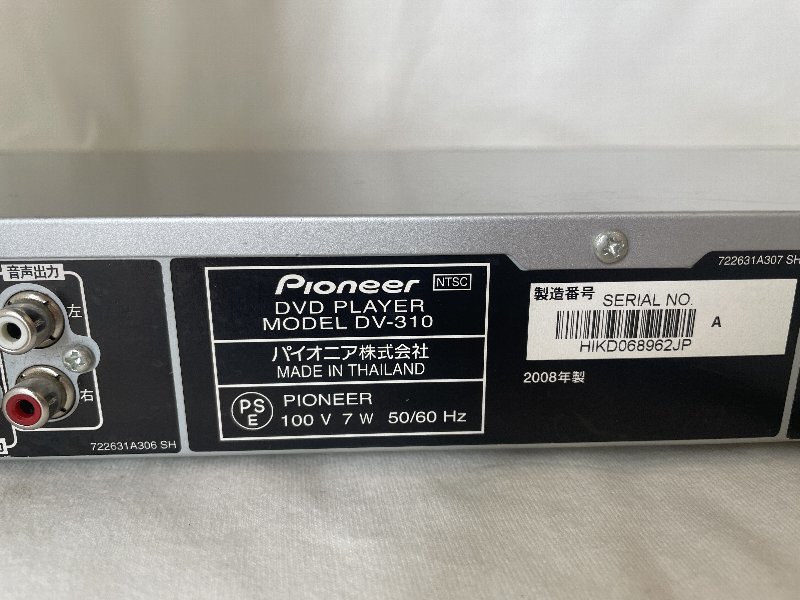 音声出力
左
右
722631A306 SH
Pioneer NTSC
DVD PLAYER
MODEL DV-310
パイオニア株式会社
MADE IN THAILAND
PSE PIONEER
100 V 7 W 50/60 Hz
722631A307 SH
製造番号 SERIAL NO.
A
HIKD068962JP
2008年製